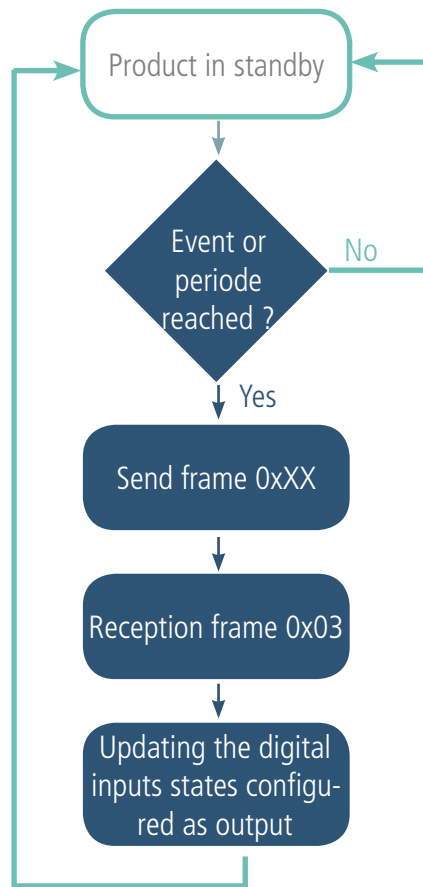 Product in standby
Event or
periode
reached ?
No
Yes
Send frame 0xXX
Reception frame 0x03
Updating the digital
inputs states configu-
red as output